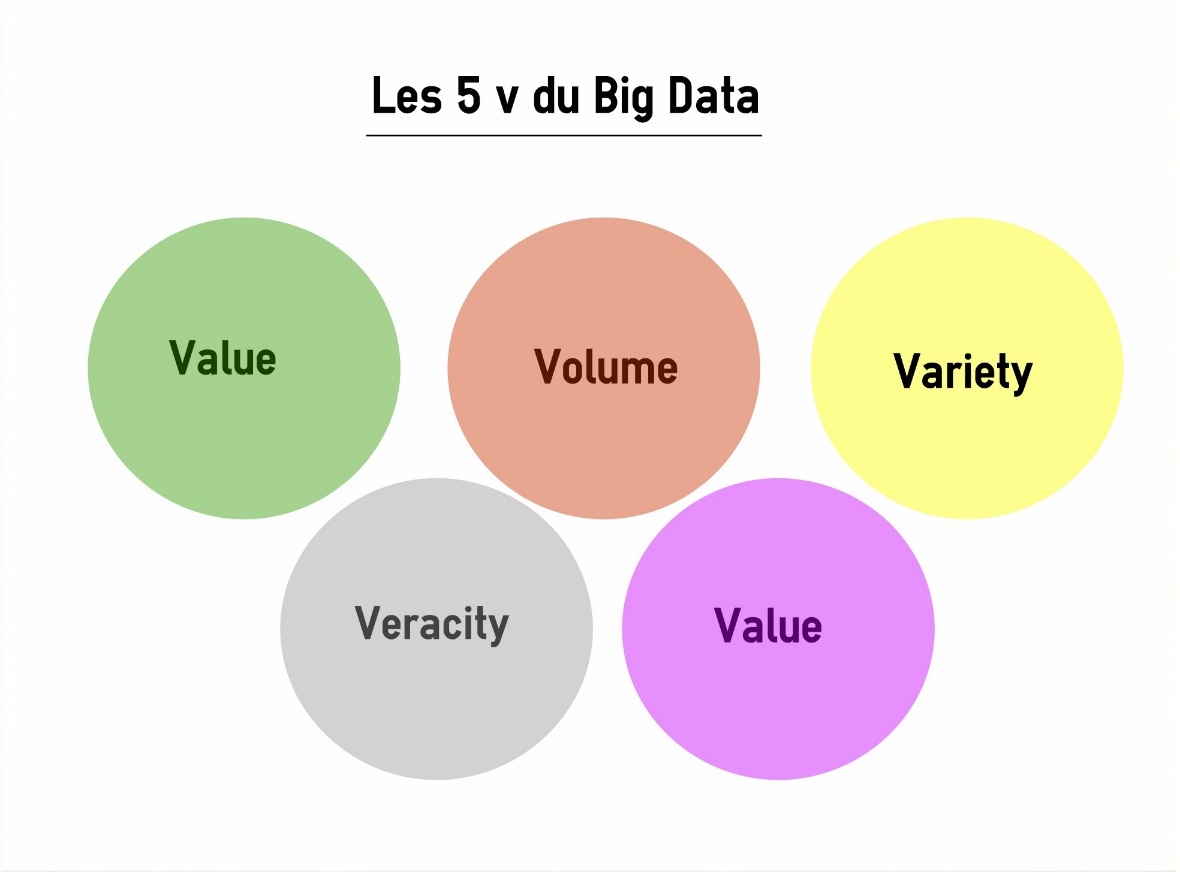 Les 5 v du Big Data
Value
Volume
Variety
Veracity
Value